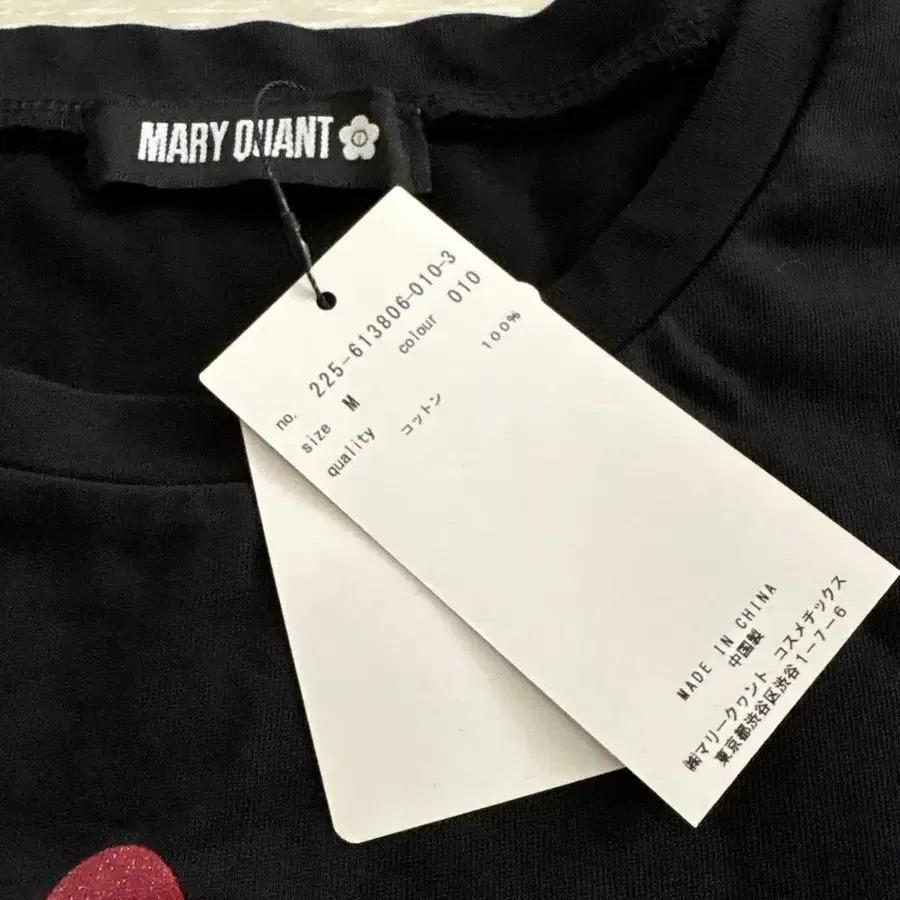 MARY QUANT
no. 225-613806-010-3
size M colour 010
quality コットン 100%
MADE IN CHINA
中国製
㈱マリークヮント コスメチックス
東京都渋谷区渋谷1-7-6